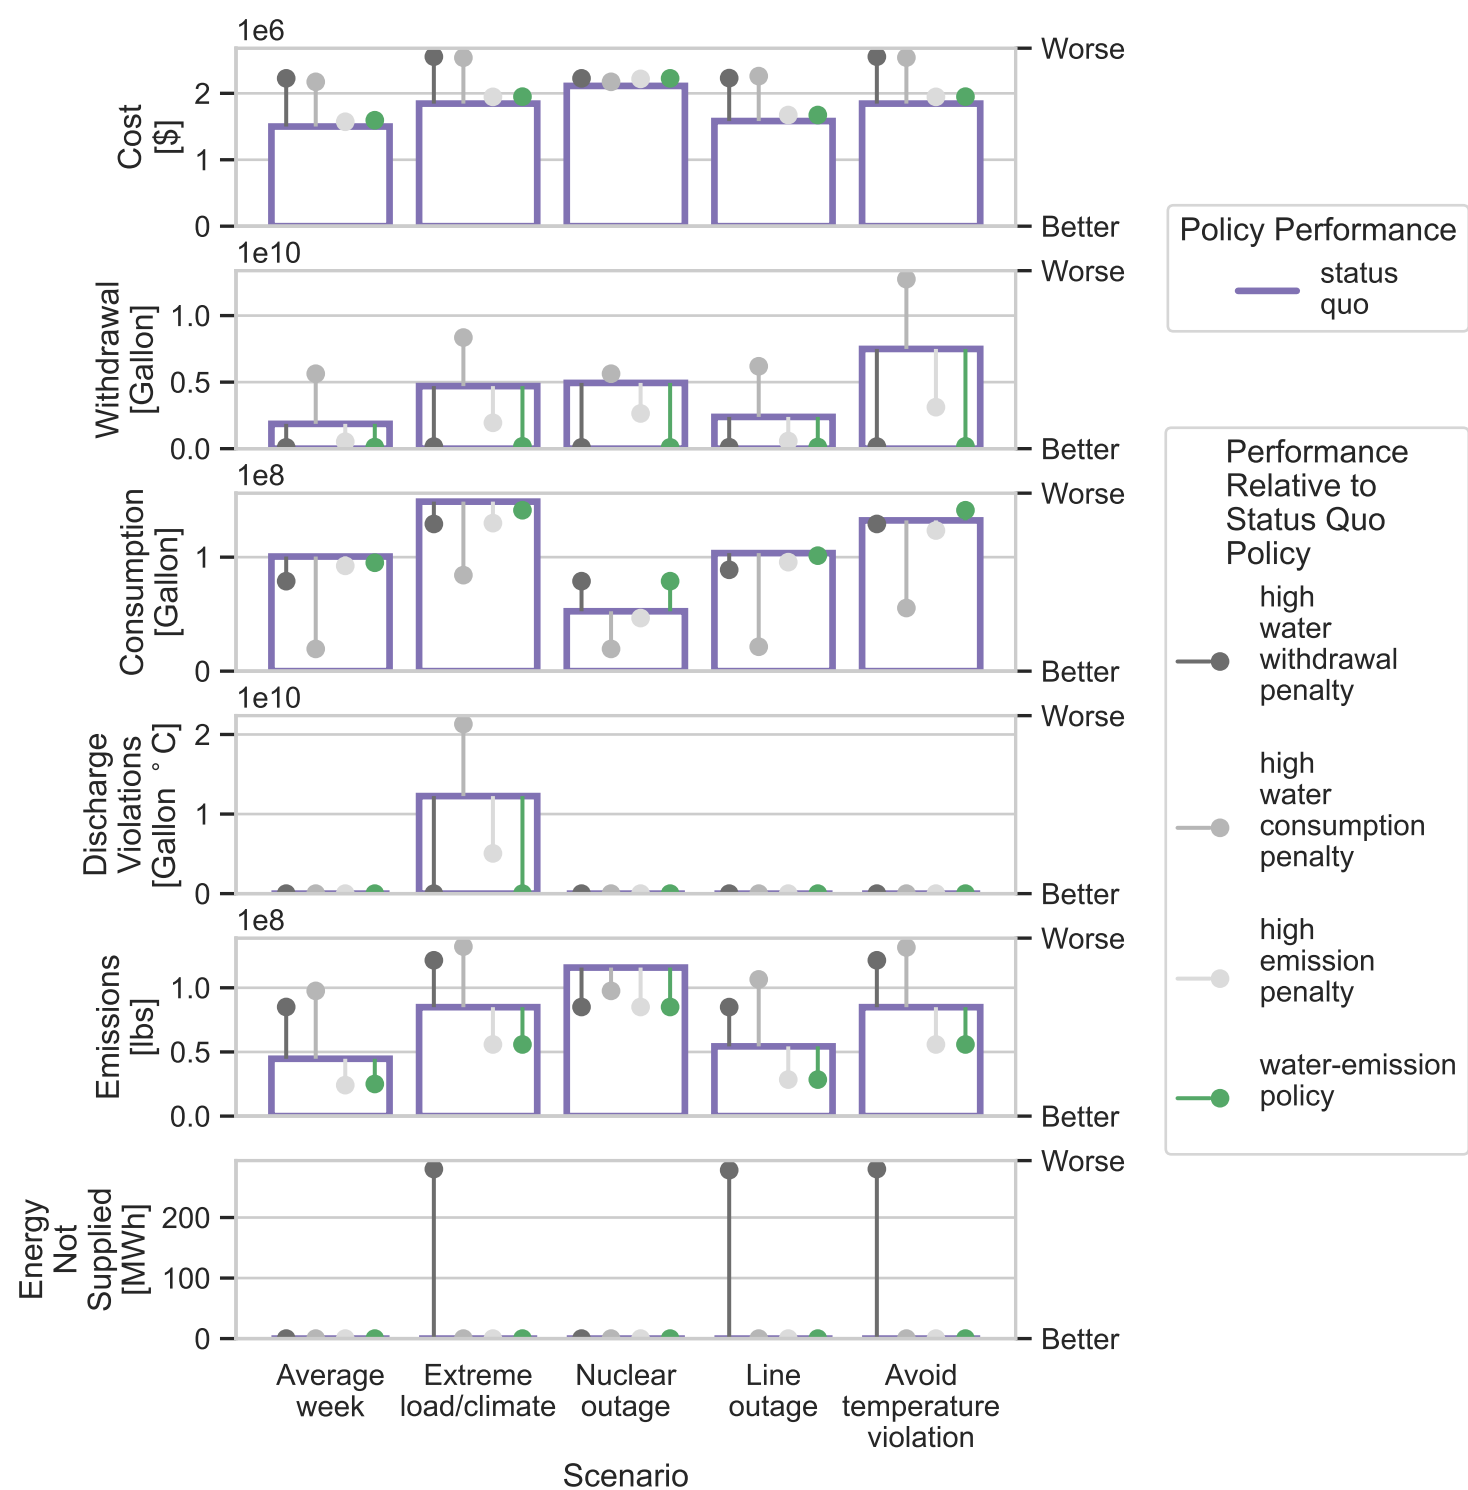 1e6
Cost
[$]
2
1
0
Worse
Better
1e10
Withdrawal
[Gallon]
1.0
0.5
0.0
Worse
Better
1e8
Consumption
[Gallon]
1
0
Worse
Better
1e10
Discharge
Violations
[Gallon ˚ C]
2
1
0
Worse
Better
1e8
Emissions
[lbs]
1.0
0.5
0.0
Worse
Better
Energy
Not
Supplied
[MWh]
200
100
0
Worse
Better
Average
week
Extreme
load/climate
Nuclear
outage
Line
outage
Avoid
temperature
violation
Scenario
Policy Performance
status
quo
Performance
Relative to
Status Quo
Policy
high
water
withdrawal
penalty
high
water
consumption
penalty
high
emission
penalty
water-emission
policy